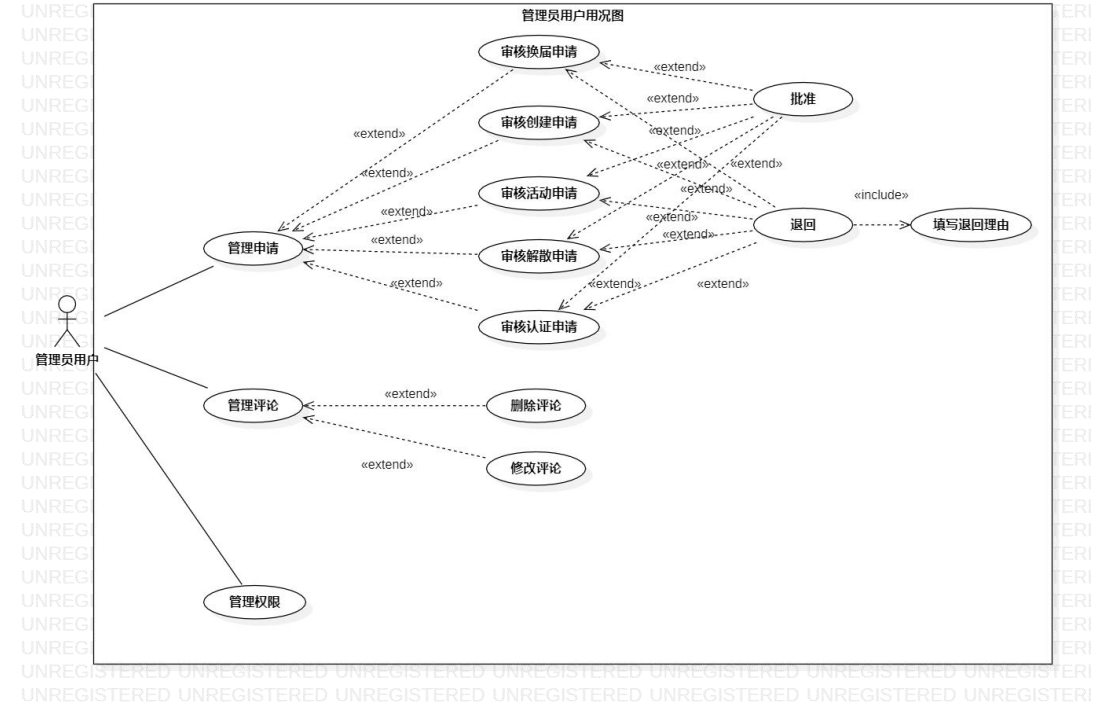 管理员用户用况图
审核换届申请
«extend»
批准
«extend»
审核创建申请
«extend»
«extend»
«extend»
«extend»
«extend»
审核活动申请
«extend»
«include»
«extend»
«extend»
退回
填写退回理由
«extend»
«extend»
管理申请
审核解散申请
«extend»
«extend»
«extend»
审核认证申请
管理员用户
«extend»
管理评论
删除评论
«extend»
修改评论
管理权限
UNREGISTERED UNREGISTERED UNREGISTERED UNREGISTERED UNREGISTERED UNREGISTERED
UNREGISTERED UNREGISTERED UNREGISTERED UNREGISTERED UNREGISTERED UNREGISTERED